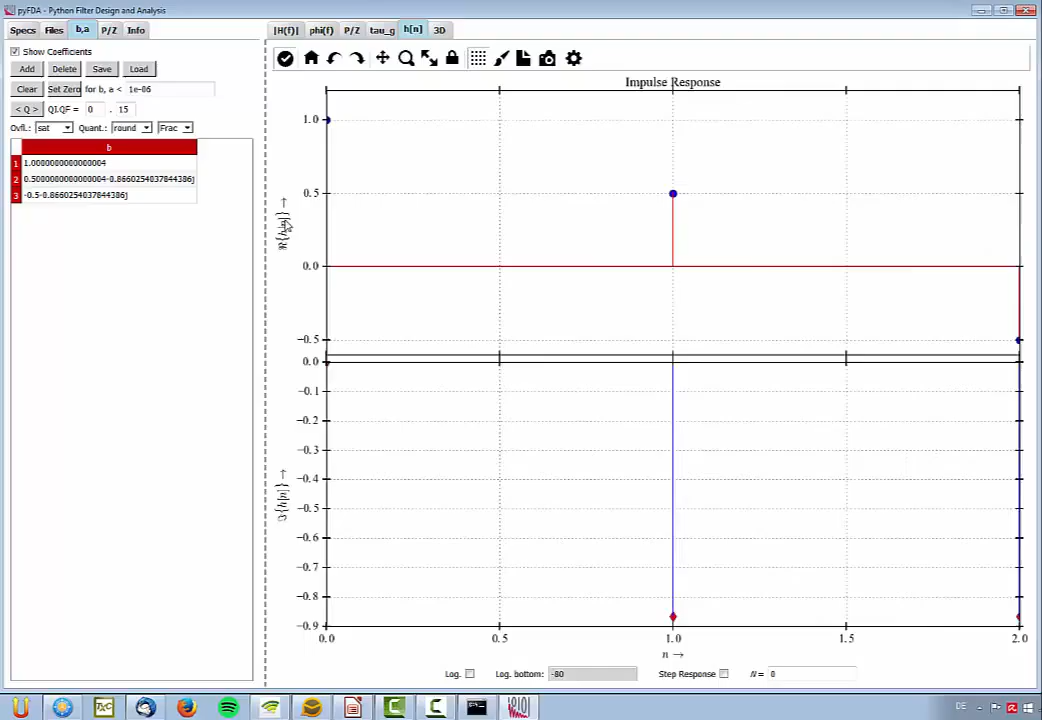 pyFDA - Python Filter Design and Analysis
Specs Files b,a P/Z Info
|H(f)| phi(f) P/Z tau_g h[n] 3D
Show Coefficients
Add Delete Save Load
Clear Set Zero for b, a < 1e-06
< Q > QI.QF = 0 . 15
Ovfl.: sat Quant.: round Frac
b
1 1.0000000000000004
2 0.5000000000000004-0.8660254037844386j
3 -0.5-0.8660254037844386j
Impulse Response
1.0
0.5
0.0
-0.5
ℜ{h[n]} →
0.0
-0.1
-0.2
-0.3
-0.4
-0.5
-0.6
-0.7
-0.8
-0.9
ℑ{h[n]} →
0.0 0.5 1.0 1.5 2.0
n →
Log. Log. bottom: -80 Step Response N = 0
TXC
DE